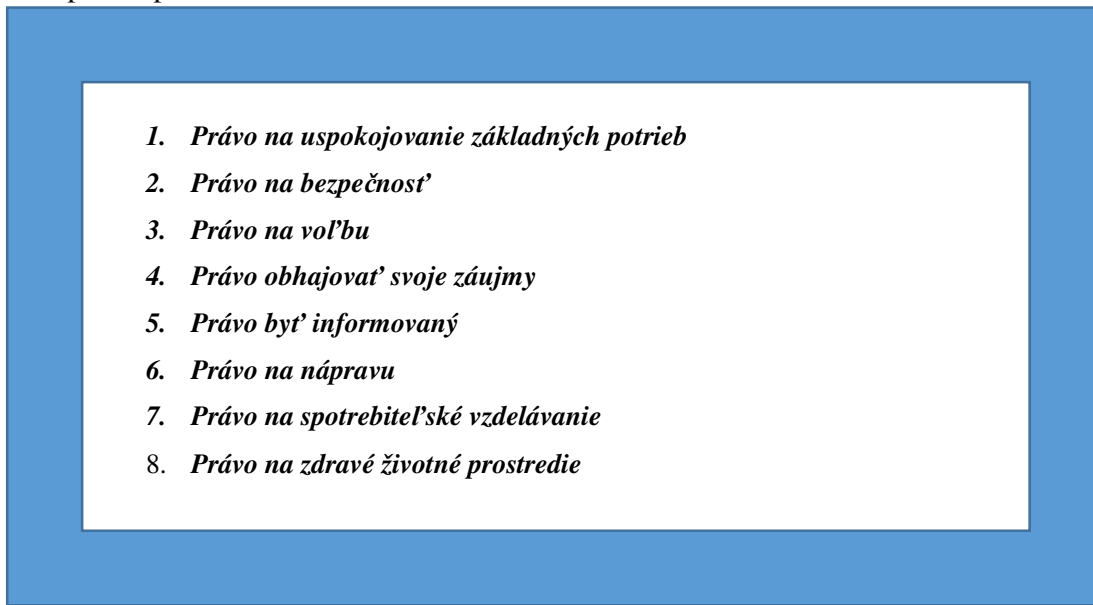 1. Právo na uspokojovanie základných potrieb
2. Právo na bezpečnosť
3. Právo na voľbu
4. Právo obhajovať svoje záujmy
5. Právo byť informovaný
6. Právo na nápravu
7. Právo na spotrebiteľské vzdelávanie
8. Právo na zdravé životné prostredie